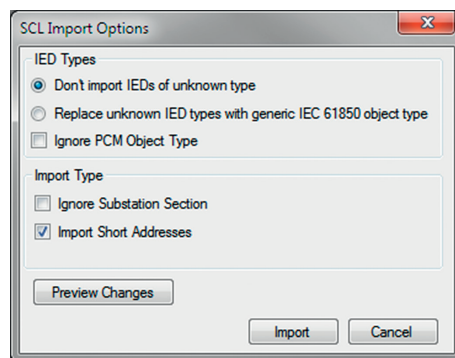 SCL Import Options
IED Types
Don't import IEDs of unknown type
Replace unknown IED types with generic IEC 61850 object type
Ignore PCM Object Type
Import Type
Ignore Substation Section
Import Short Addresses
Preview Changes
Import
Cancel